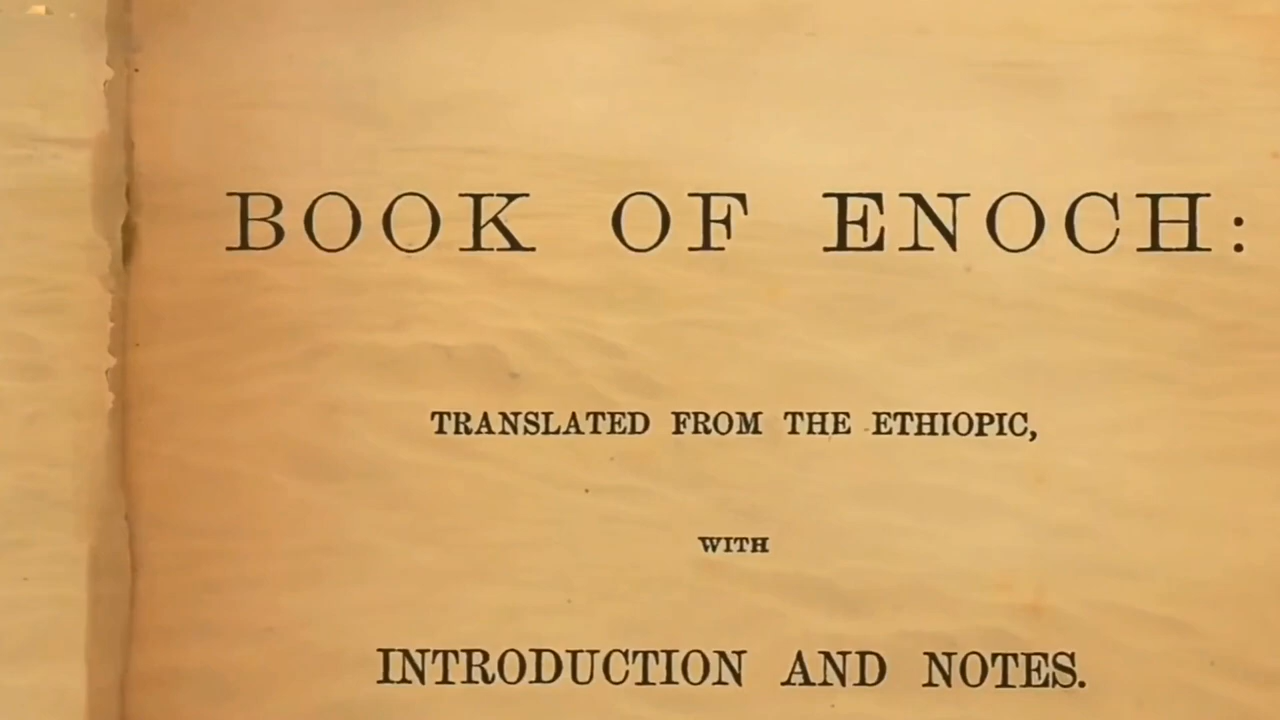 BOOK OF ENOCH:
TRANSLATED FROM THE ETHIOPIC,
WITH
INTRODUCTION AND NOTES.